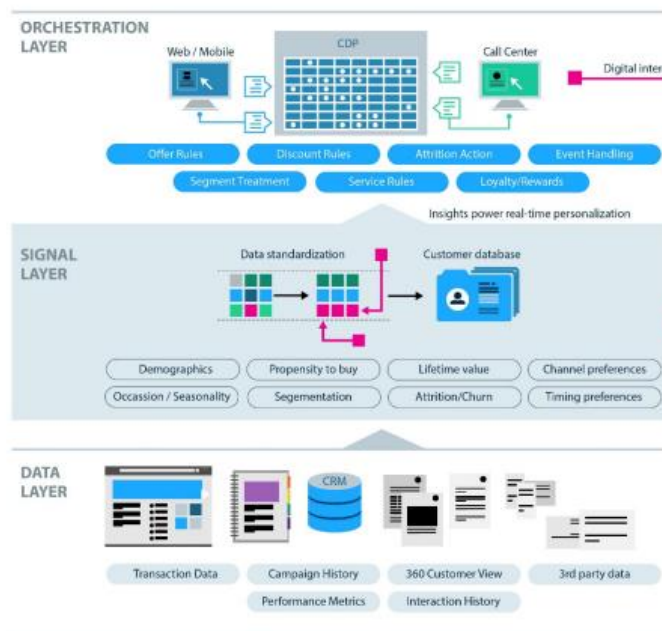 ORCHESTRATION
LAYER
Web / Mobile
CDP
Call Center
Digital inter
Offer Rules
Discount Rules
Attrition Action
Event Handling
Segment Treatment
Service Rules
Loyalty/Rewards
Insights power real-time personalization
SIGNAL
LAYER
Data standardization
Customer database
Demographics
Propensity to buy
Lifetime value
Channel preferences
Occassion / Seasonality
Segementation
Attrition/Churn
Timing preferences
DATA
LAYER
CRM
Transaction Data
Campaign History
360 Customer View
3rd party data
Performance Metrics
Interaction History